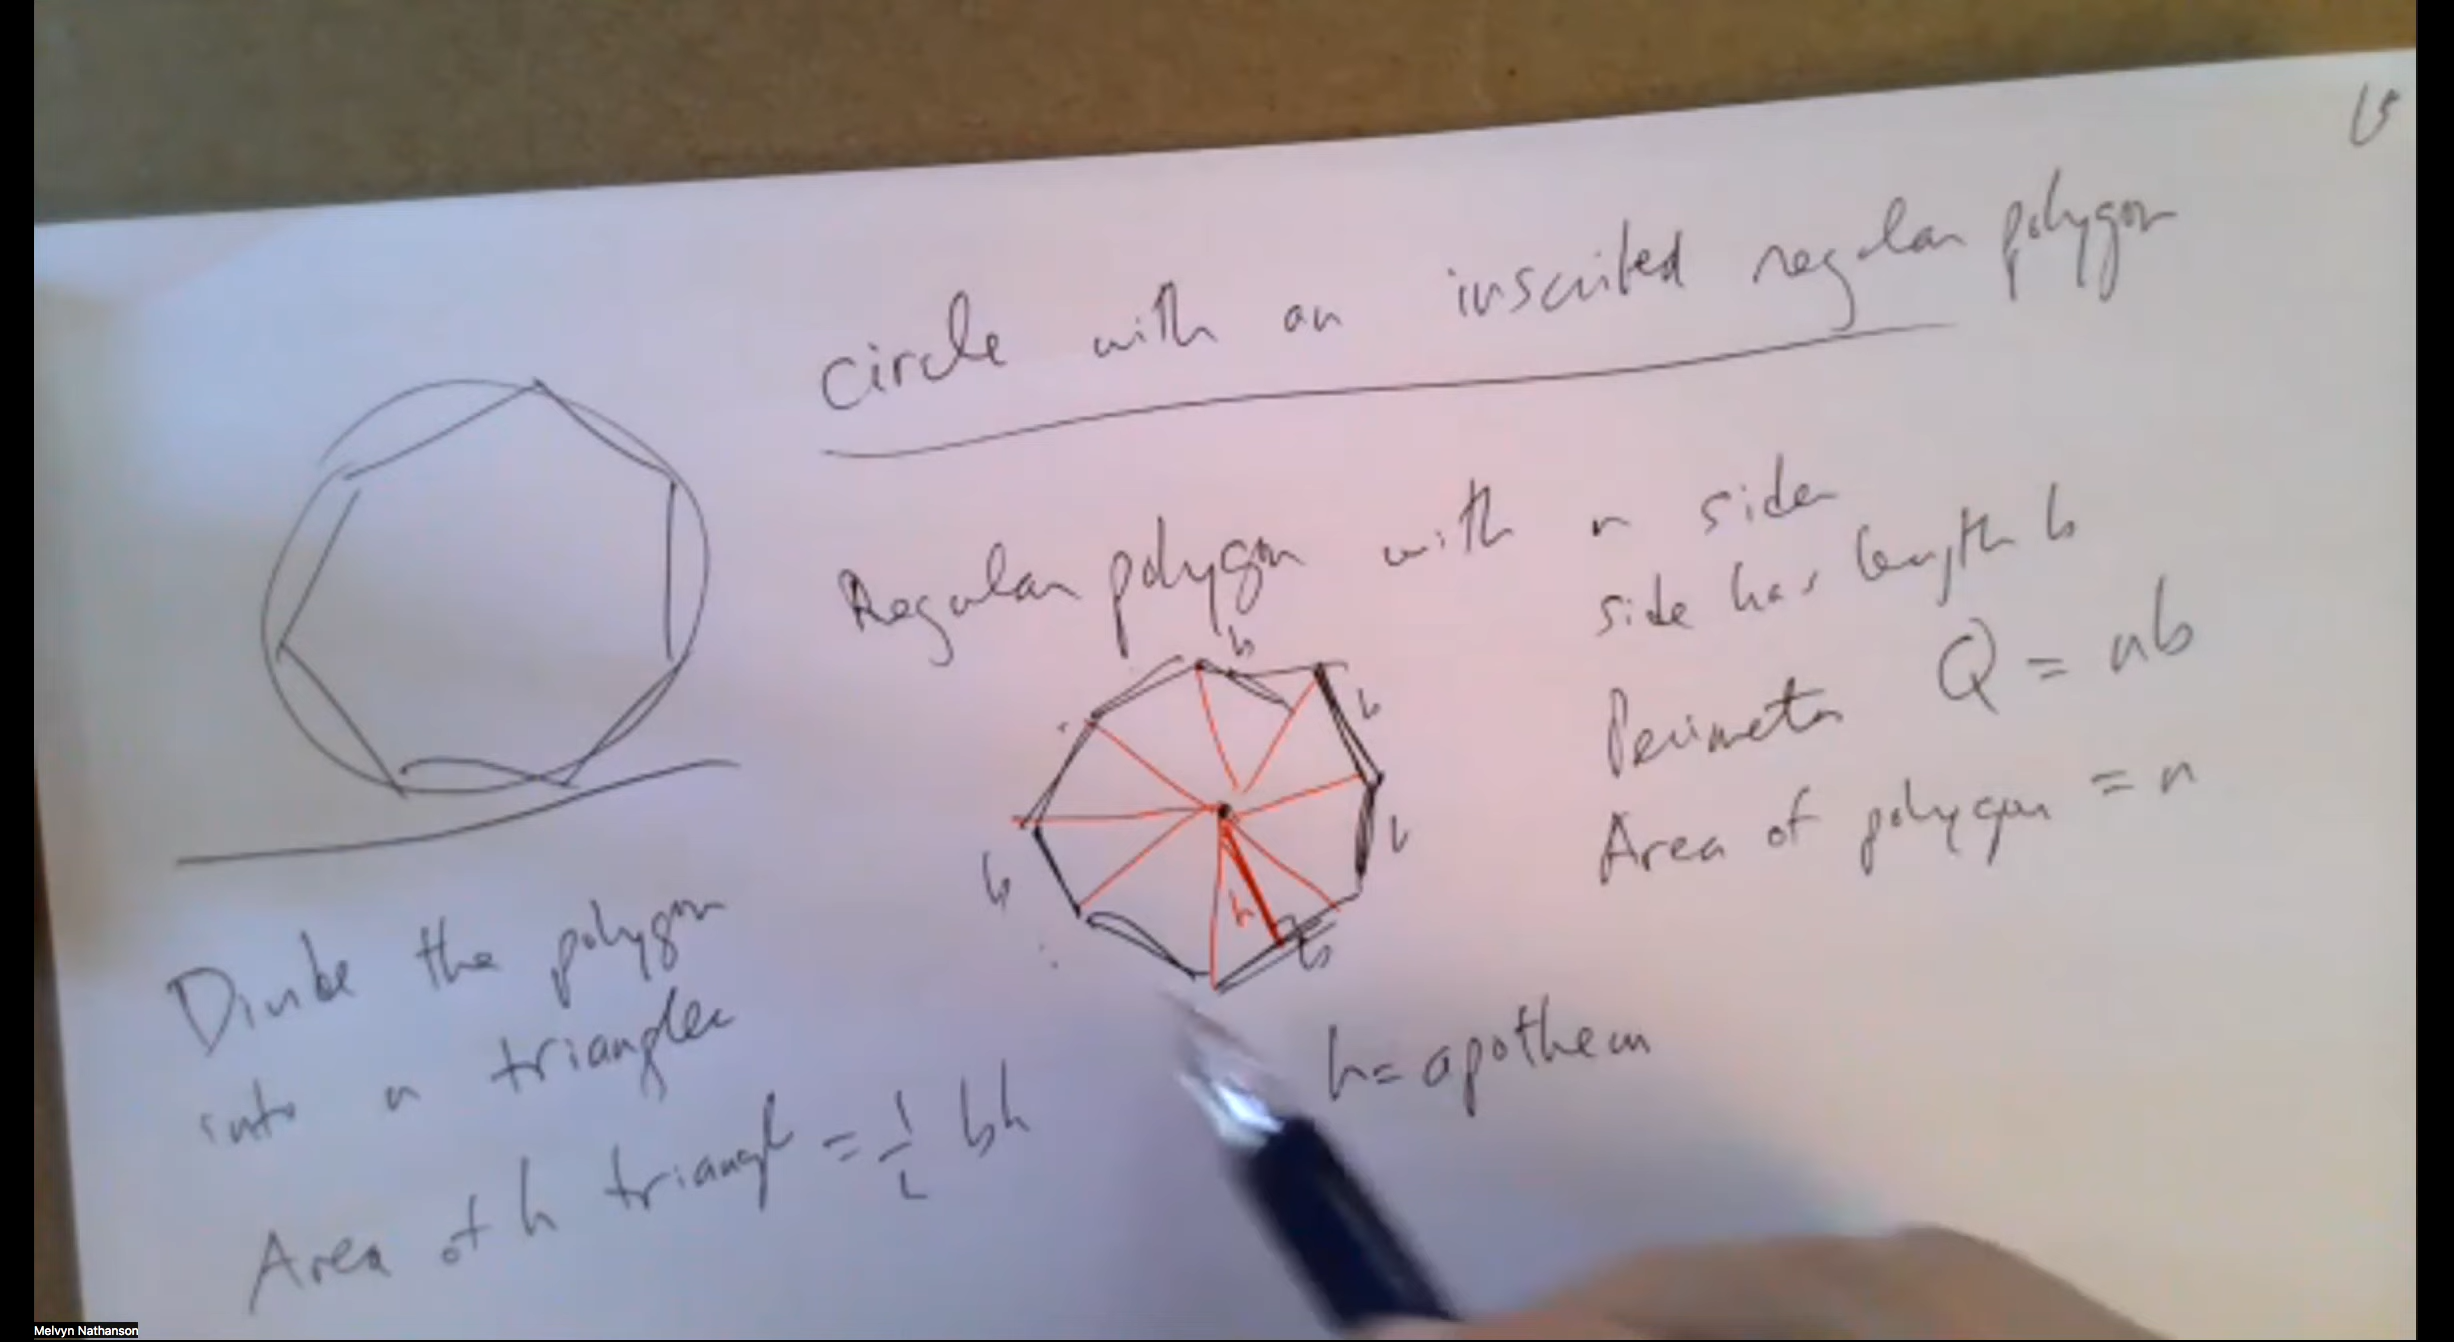 15
circle with an inscribed regular polygon
Regular polygon with n sides
side has length b
Perimeter Q = nb
Area of polygon = n
b
b
b
b
b
h
h = apothem
Divide the polygon
into n triangles
Area of triangle = 1/2 bh
Melvyn Nathanson